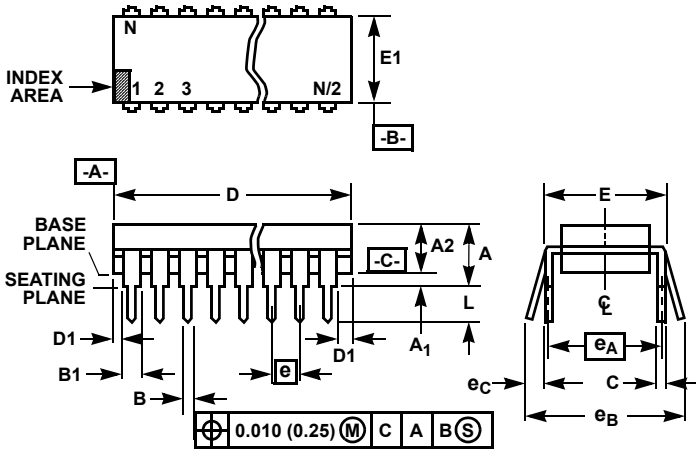 N
E1
INDEX
AREA
1 2 3 N/2
-B-
-A-
D
E
BASE
PLANE
A2
A
-C-
SEATING
PLANE
L
C
L
D1
A1
D1
eA
B1
e
eC
C
B
eB
0.010 (0.25) M C A B S